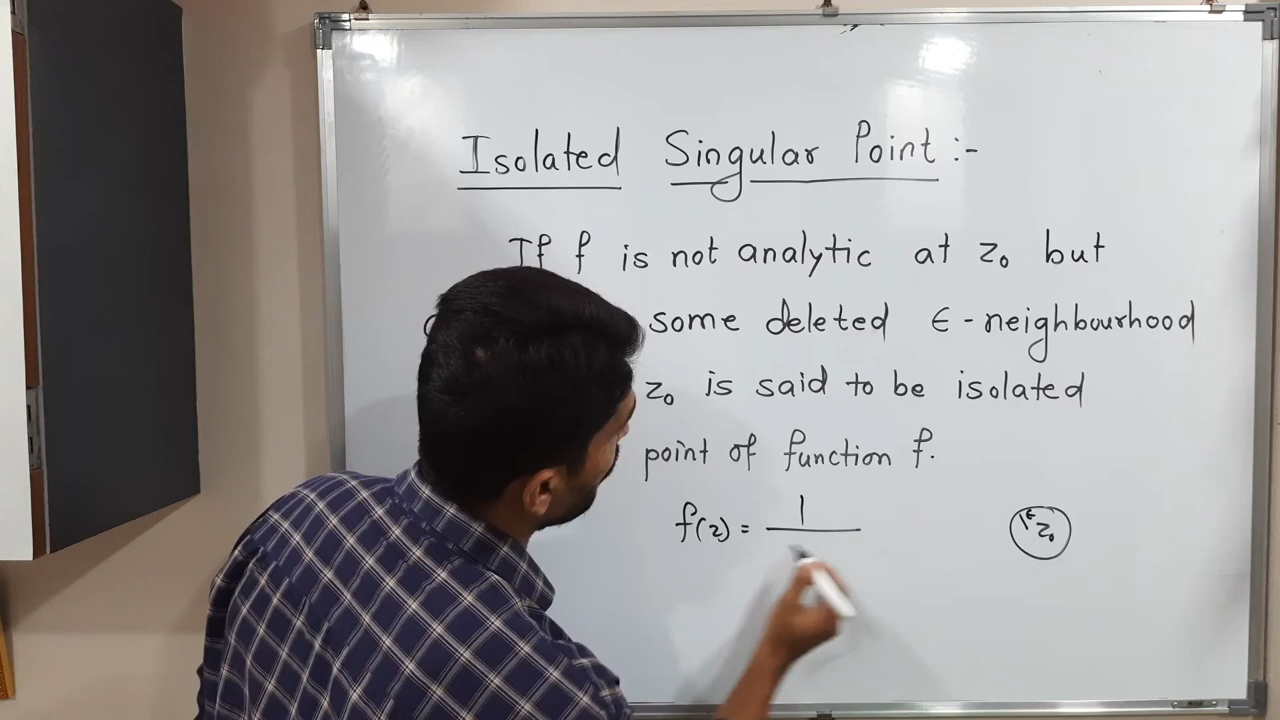 Isolated Singular Point :-
If f is not analytic at z₀ but
some deleted ϵ-neighbourhood
z₀ is said to be isolated
point of function f.
f(z) = 1
ϵ z₀